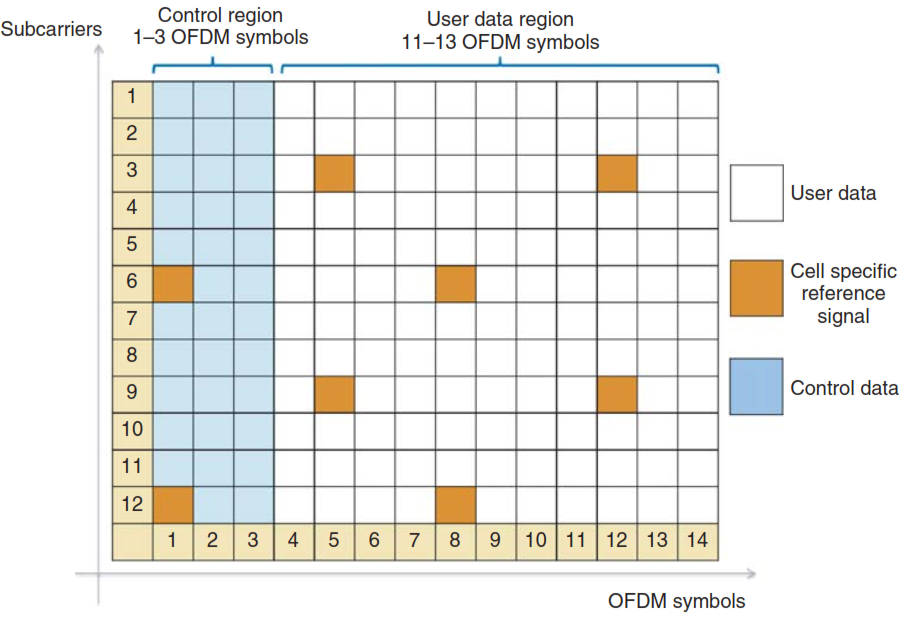 Subcarriers
Control region
1–3 OFDM symbols
User data region
11–13 OFDM symbols
1
2
3
4
5
6
7
8
9
10
11
12
1 2 3 4 5 6 7 8 9 10 11 12 13 14
OFDM symbols
User data
Cell specific
reference
signal
Control data